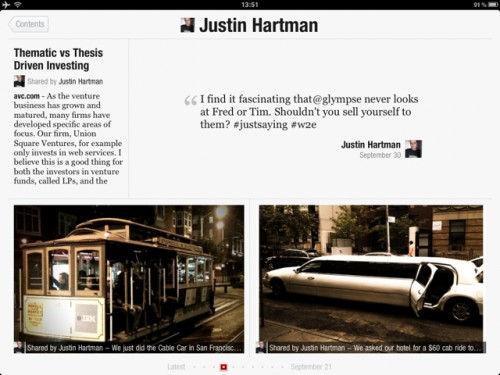 13:51
91 %
Contents
Justin Hartman
Thematic vs Thesis
Driven Investing
Shared by Justin Hartman
avc.com - As the venture
business has grown and
matured, many firms have
developed specific areas of
focus. Our firm, Union
Square Ventures, for example
only invests in web services. I
believe this is a good thing for
both the investors in venture
funds, called LPs, and the
“ I find it fascinating that@glympse never looks
at Fred or Tim. Shouldn't you sell yourself to
them? #justsaying #w2e
Justin Hartman
September 30
IBM
Shared by Justin Hartman – We just did the Cable Car in San Francisc...
Shared by Justin Hartman – We asked our hotel for a $60 cab ride to...
Latest
September 21